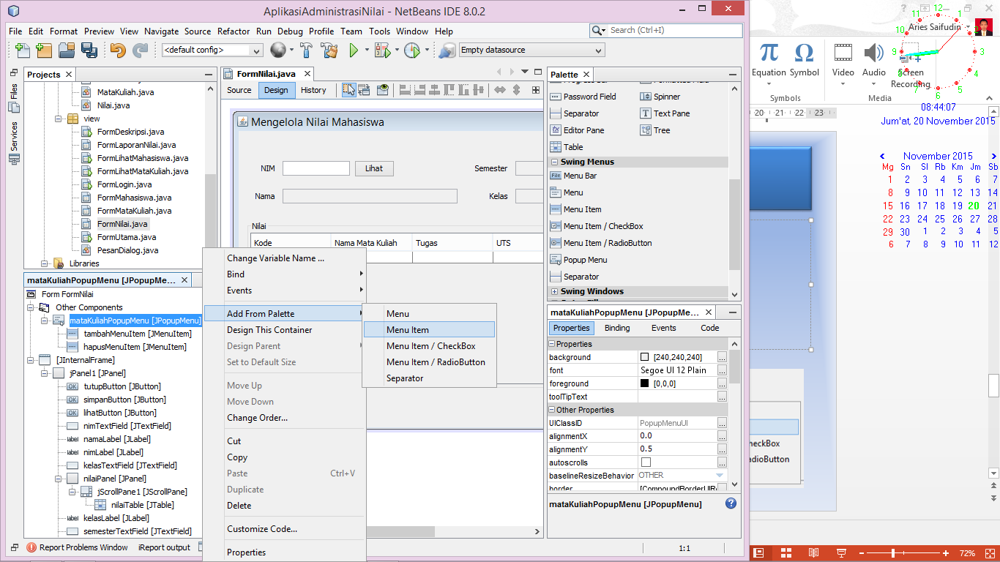 AplikasiAdministrasiNilai - NetBeans IDE 8.0.2
File Edit Format Preview View Navigate Source Refactor Run Debug Profile Team Tools Window Help
Search (Ctrl+I)
<default config>
Empty datasource
Projects
Files
Services
MataKuliah.java
Nilai.java
view
FormDeskripsi.java
FormLaporanNilai.java
FormLihatMahasiswa.java
FormLihatMataKuliah.java
FormLogin.java
FormMahasiswa.java
FormMataKuliah.java
FormNilai.java
FormUtama.java
PesanDialog.java
Libraries
mataKuliahPopupMenu [JPopupMe...
Form FormNilai
Other Components
mataKuliahPopupMenu [JPopupMenu]
tambahMenuItem [JMenuItem]
hapusMenuItem [JMenuItem]
[JInternalFrame]
jPanel1 [JPanel]
tutupButton [JButton]
simpanButton [JButton]
lihatButton [JButton]
nimTextField [JTextField]
namaLabel [JLabel]
nimLabel [JLabel]
kelasTextField [JTextField]
nilaiPanel [JPanel]
jScrollPane1 [JScrollPane]
nilaiTable [JTable]
kelasLabel [JLabel]
semesterTextField [JTextField]
Report Problems Window iReport output
FormNilai.java
Source Design History
Mengelola Nilai Mahasiswa
NIM Lihat Semester
Nama Kelas
Nilai
Kode Nama Mata Kuliah Tugas UTS
Change Variable Name ...
Bind
Events
Add From Palette
Design This Container
Design Parent
Set to Default Size
Move Up
Move Down
Change Order...
Cut
Copy
Paste Ctrl+V
Duplicate
Delete
Customize Code...
Properties
Menu
Menu Item
Menu Item / CheckBox
Menu Item / RadioButton
Separator
1:1
Palette
Password Field Spinner
Separator Text Pane
Editor Pane Tree
Table
Swing Menus
Menu Bar
Menu
Menu Item
Menu Item / CheckBox
Menu Item / RadioButton
Popup Menu
Separator
Swing Windows
mataKuliahPopupMenu [JPopupMe...
Properties Binding Events Code
Properties
background [240,240,240]
font Segoe UI 12 Plain
foreground [0,0,0]
toolTipText
Other Properties
UIClassID PopupMenuUI
alignmentX 0.0
alignmentY 0.5
autoscrolls
baselineResizeBehavior OTHER
border [CompoundBorderUIRe
mataKuliahPopupMenu [JPopupMenu]
Aries Saifudin
12 1 2 3 4 5 6 7 8 9 10 11
Equation Symbol Video Audio Screen
Recording
Symbols Media
08:44:07
Jum'at, 20 November 2015
20 21 22 23
November 2015
Mg Sn Sl Rb Km Jm Sb
1 2 3 4 5 6 7
8 9 10 11 12 13 14
15 16 17 18 19 20 21
22 23 24 25 26 27 28
29 30 1 2 3 4 5
6 7 8 9 10 11 12
heckBox
adioButton
72%